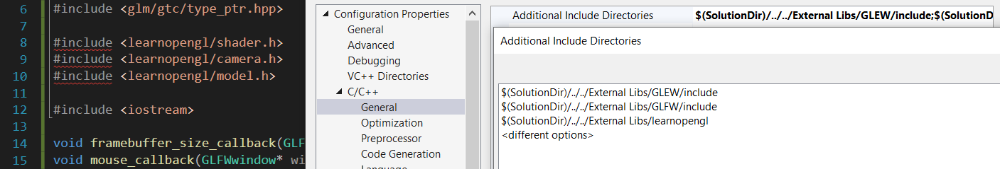 6 #include <glm/gtc/type_ptr.hpp>
7
8 #include <learnopengl/shader.h>
9 #include <learnopengl/camera.h>
10 #include <learnopengl/model.h>
11
12 #include <iostream>
13
14 void framebuffer_size_callback(GLF
15 void mouse_callback(GLFWwindow* wi
Configuration Properties
General
Advanced
Debugging
VC++ Directories
C/C++
General
Optimization
Preprocessor
Code Generation
Language
Additional Include Directories $(SolutionDir)/../../External Libs/GLEW/include;$(SolutionD
Additional Include Directories
$(SolutionDir)/../../External Libs/GLEW/include
$(SolutionDir)/../../External Libs/GLFW/include
$(SolutionDir)/../../External Libs/learnopengl
<different options>